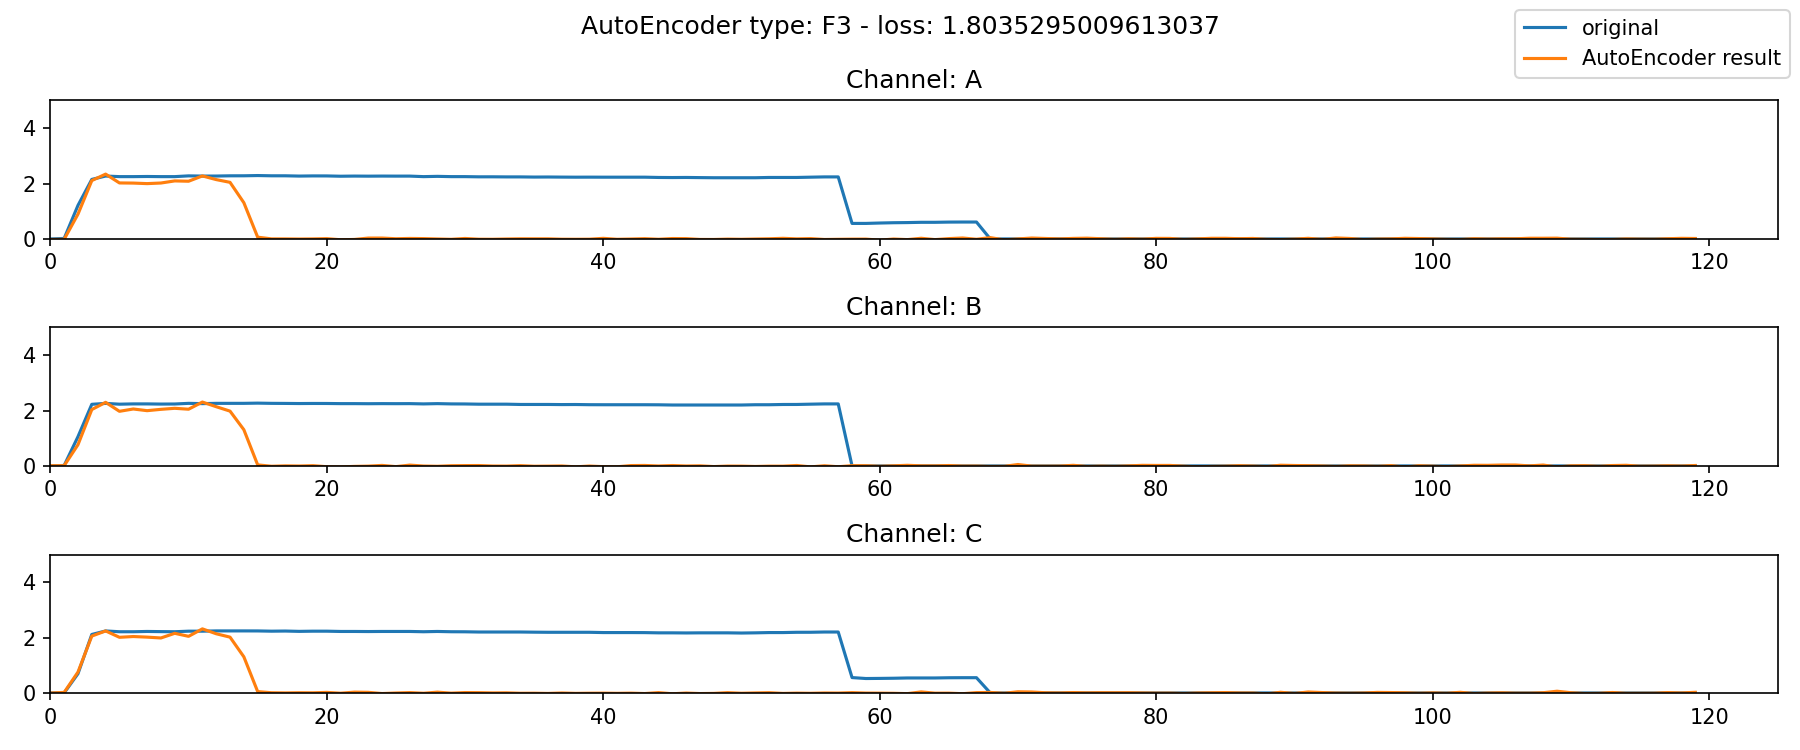 AutoEncoder type: F3 - loss: 1.8035295009613037
original
AutoEncoder result
Channel: A
4
2
0
0 20 40 60 80 100 120
Channel: B
4
2
0
0 20 40 60 80 100 120
Channel: C
4
2
0
0 20 40 60 80 100 120